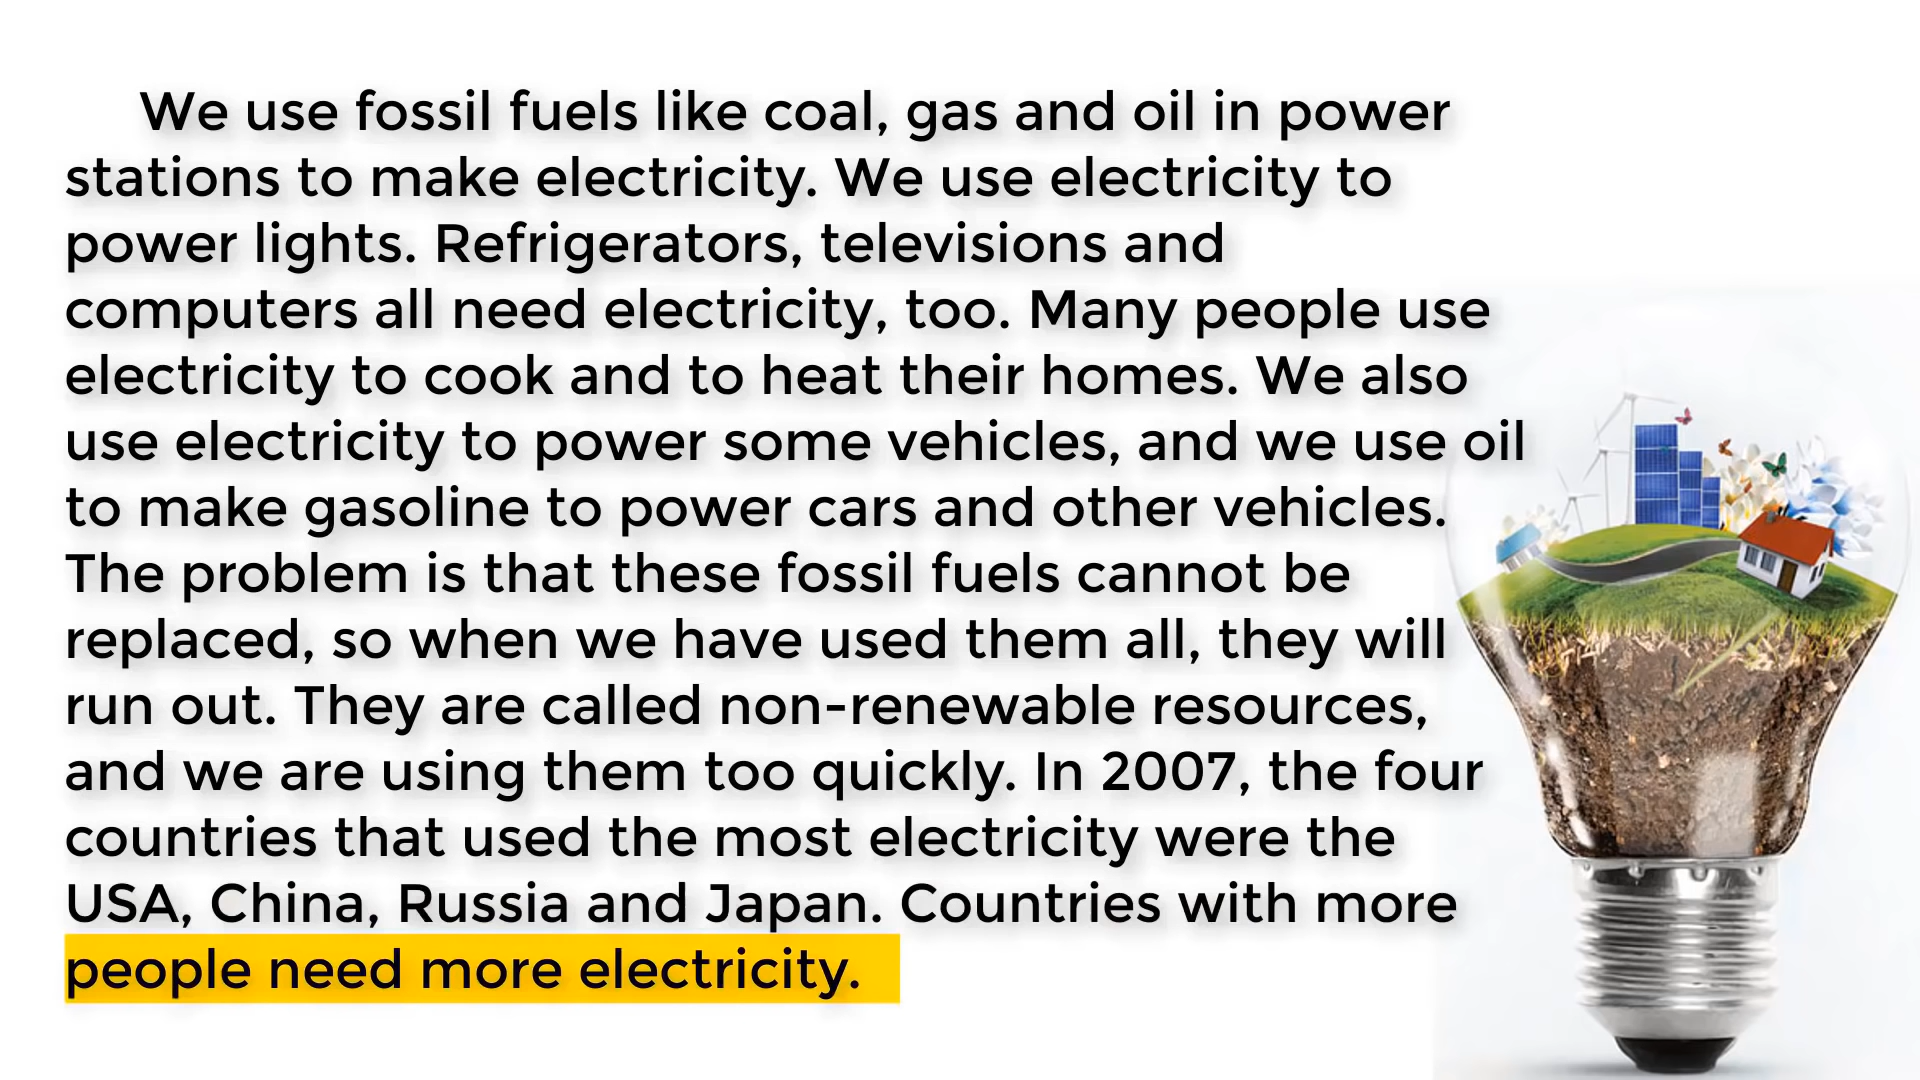 We use fossil fuels like coal, gas and oil in power
stations to make electricity. We use electricity to
power lights. Refrigerators, televisions and
computers all need electricity, too. Many people use
electricity to cook and to heat their homes. We also
use electricity to power some vehicles, and we use oil
to make gasoline to power cars and other vehicles.
The problem is that these fossil fuels cannot be
replaced, so when we have used them all, they will
run out. They are called non-renewable resources,
and we are using them too quickly. In 2007, the four
countries that used the most electricity were the
USA, China, Russia and Japan. Countries with more
people need more electricity.